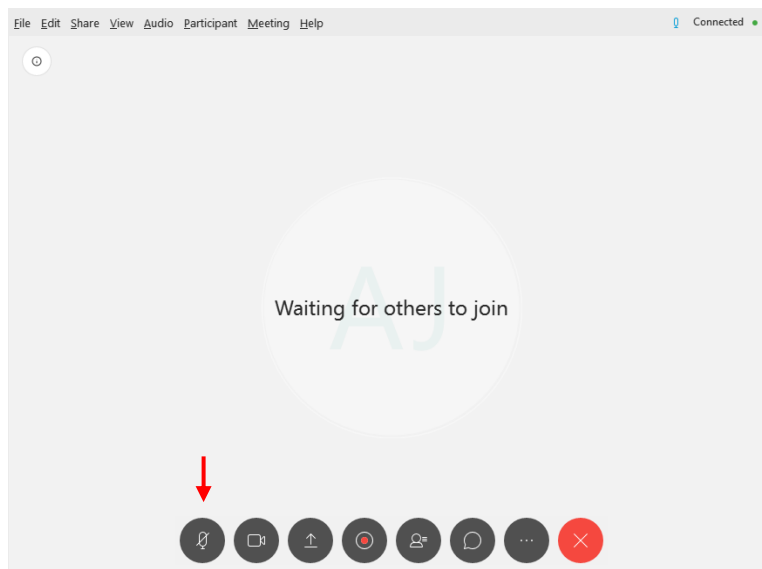 File Edit Share View Audio Participant Meeting Help Connected
AJ
Waiting for others to join